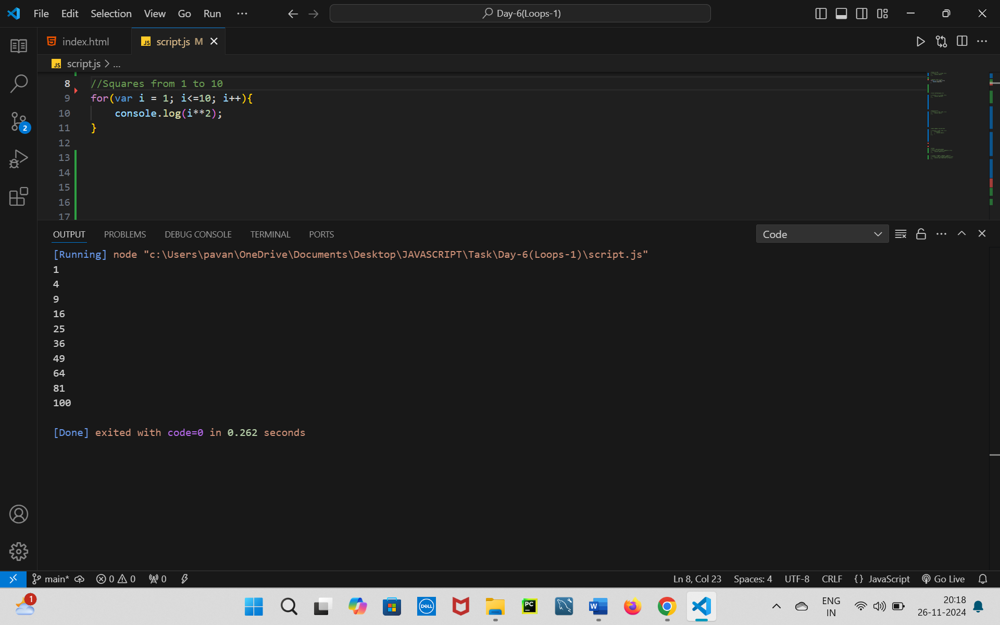 File Edit Selection View Go Run ··· Day-6(Loops-1)
index.html script.js M
script.js > ...
8 //Squares from 1 to 10
9 for(var i = 1; i<=10; i++){
10 console.log(i**2);
11 }
12
13
14
15
16
17
OUTPUT PROBLEMS DEBUG CONSOLE TERMINAL PORTS Code
[Running] node "c:\Users\pavan\OneDrive\Documents\Desktop\JAVASCRIPT\Task\Day-6(Loops-1)\script.js"
1
4
9
16
25
36
49
64
81
100
[Done] exited with code=0 in 0.262 seconds
2
main* 0 0 0 Ln 8, Col 23 Spaces: 4 UTF-8 CRLF {} JavaScript Go Live
1
DELL
PC
W
ENG
IN
20:18
26-11-2024